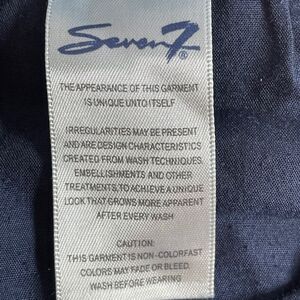 Seven7®
THE APPEARANCE OF THIS GARMENT
IS UNIQUE UNTO ITSELF
IRREGULARITIES MAY BE PRESENT
AND ARE DESIGN CHARACTERISTICS
CREATED FROM WASH TECHNIQUES,
EMBELLISHMENTS AND OTHER
TREATMENTS, TO ACHIEVE A UNIQUE
LOOK THAT GROWS MORE APPARENT
AFTER EVERY WASH
CAUTION:
THIS GARMENT IS NON-COLORFAST
COLORS MAY FADE OR BLEED.
WASH BEFORE WEARING